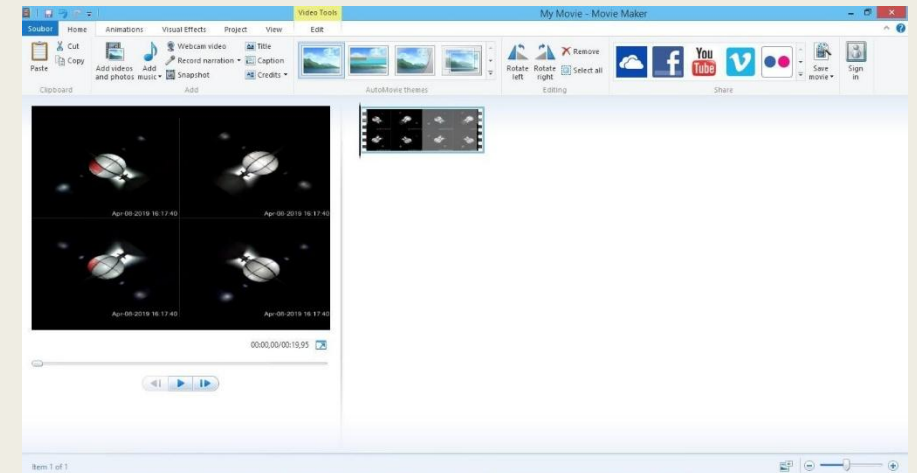 Video Tools
My Movie - Movie Maker
Soubor Home Animations Visual Effects Project View Edit
Paste
Cut
Copy
Clipboard
Add videos and photos
Add music
Webcam video
Record narration
Snapshot
Title
Caption
Credits
Add
AutoMovie themes
Rotate left
Rotate right
Remove
Select all
Editing
You Tube
Share
Save movie
Sign in
Apr-08-2019 16:17:40 Apr-08-2019 16:17:40
Apr-08-2019 16:17:40 Apr-08-2019 16:17:40
00:00,00/00:19,95
Item 1 of 1